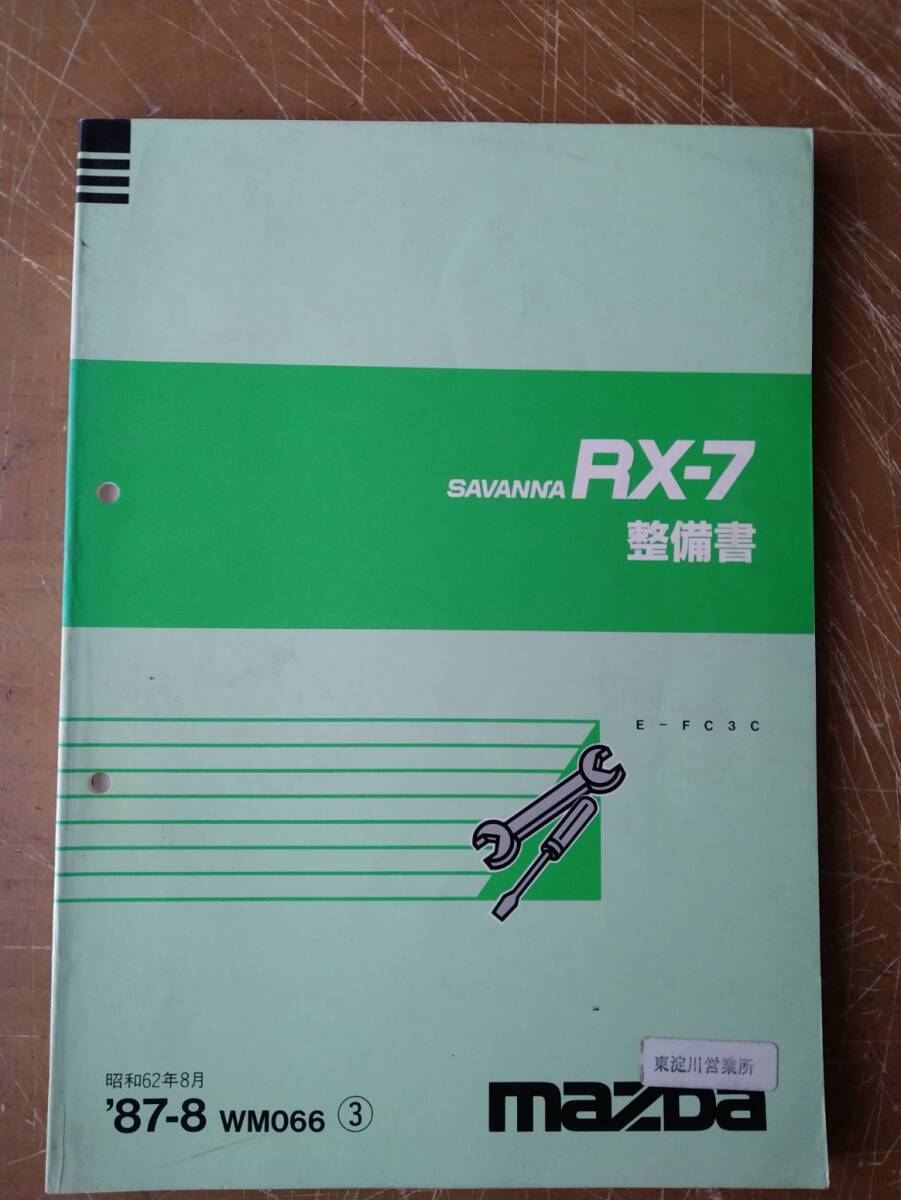 SAVANNA RX-7
整備書
E－FC3C
昭和62年8月
'87-8 WM066 ③
東淀川営業所
mazda